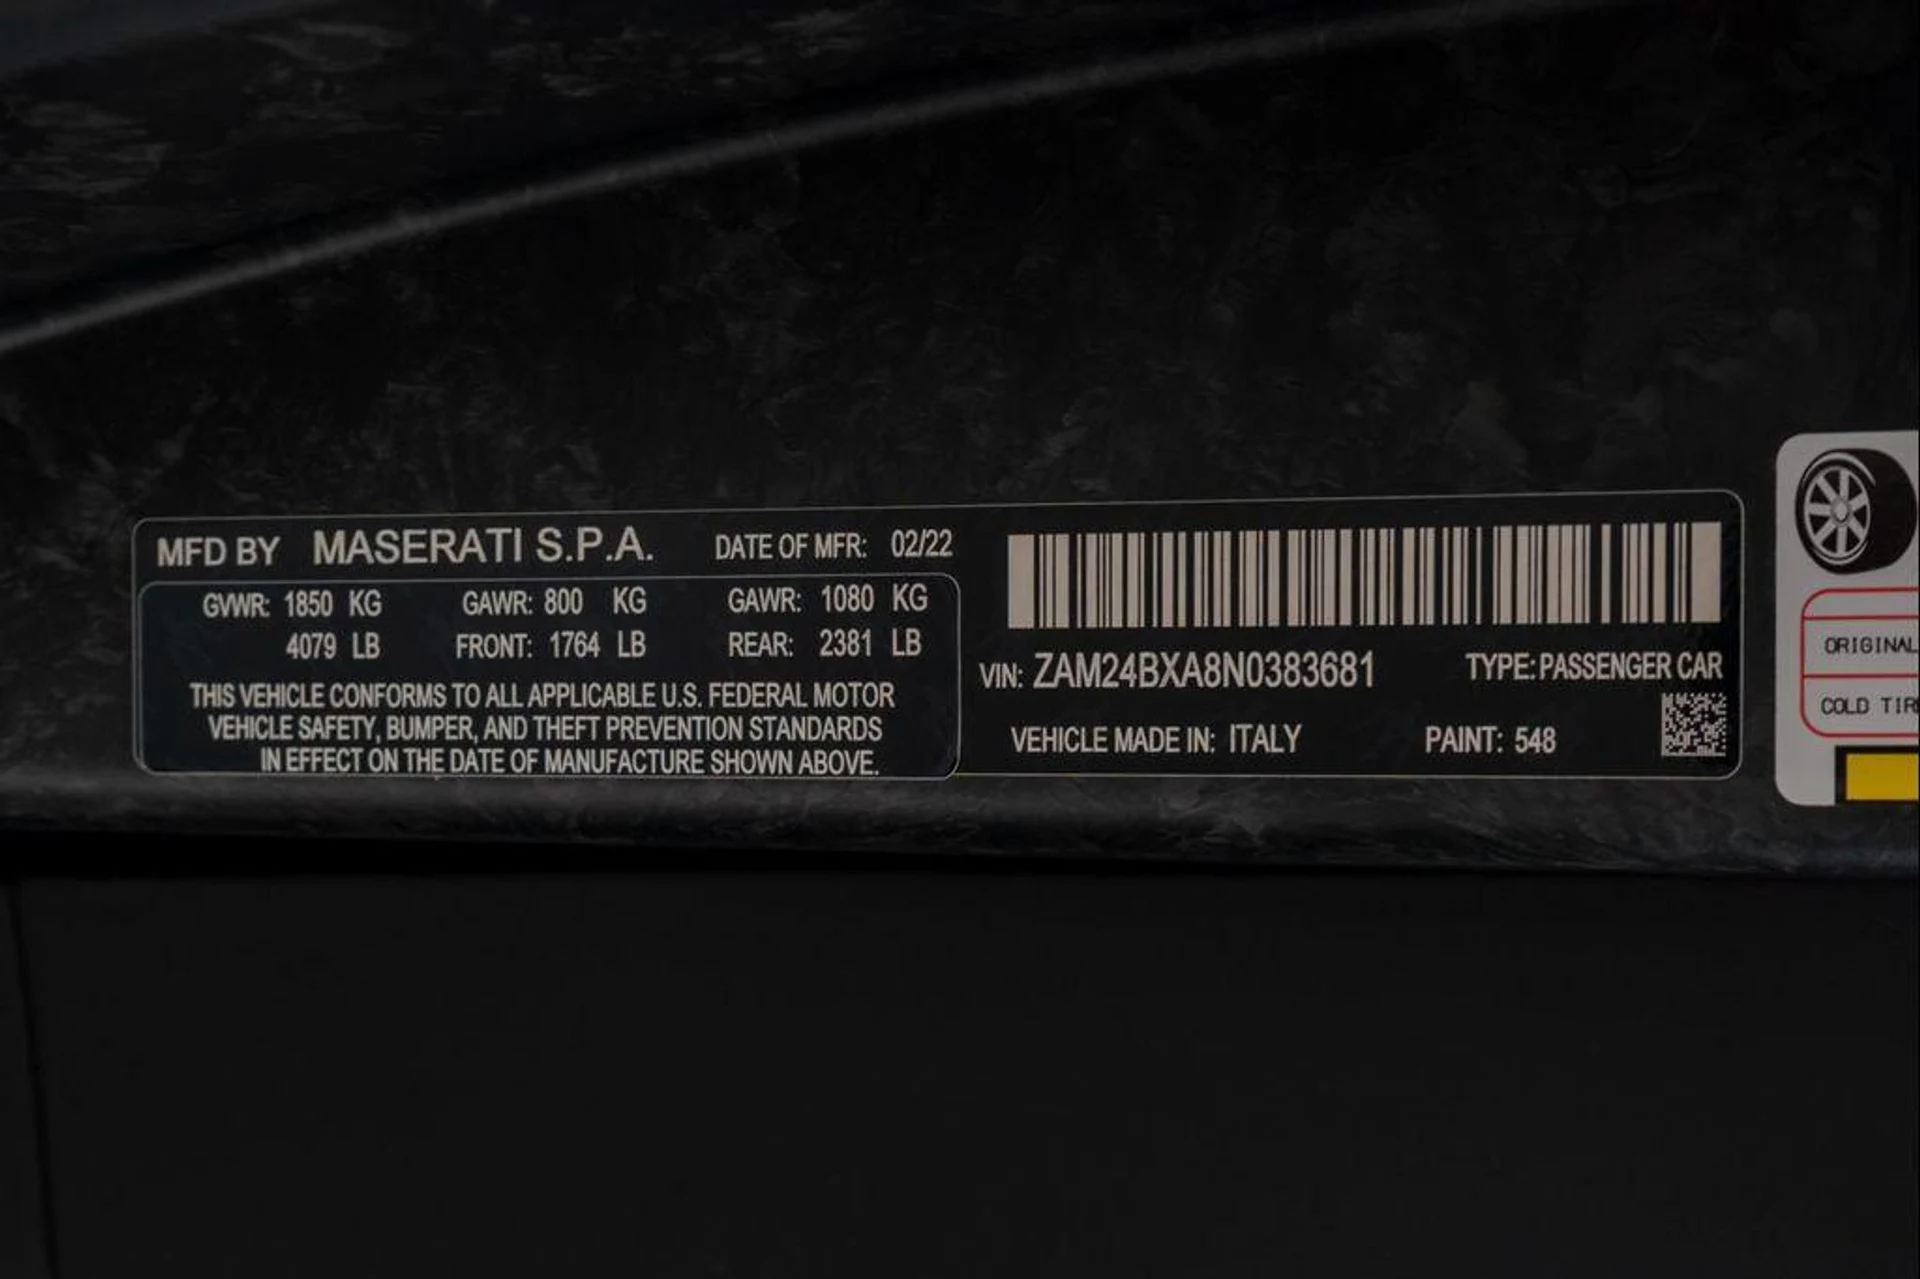 MFD BY MASERATI S.P.A. DATE OF MFR: 02/22
GVWR: 1850 KG GAWR: 800 KG GAWR: 1080 KG
4079 LB FRONT: 1764 LB REAR: 2381 LB
THIS VEHICLE CONFORMS TO ALL APPLICABLE U.S. FEDERAL MOTOR
VEHICLE SAFETY, BUMPER, AND THEFT PREVENTION STANDARDS
IN EFFECT ON THE DATE OF MANUFACTURE SHOWN ABOVE.
VIN: ZAM24BXA8N0383681 TYPE: PASSENGER CAR
VEHICLE MADE IN: ITALY PAINT: 548
ORIGINAL
COLD